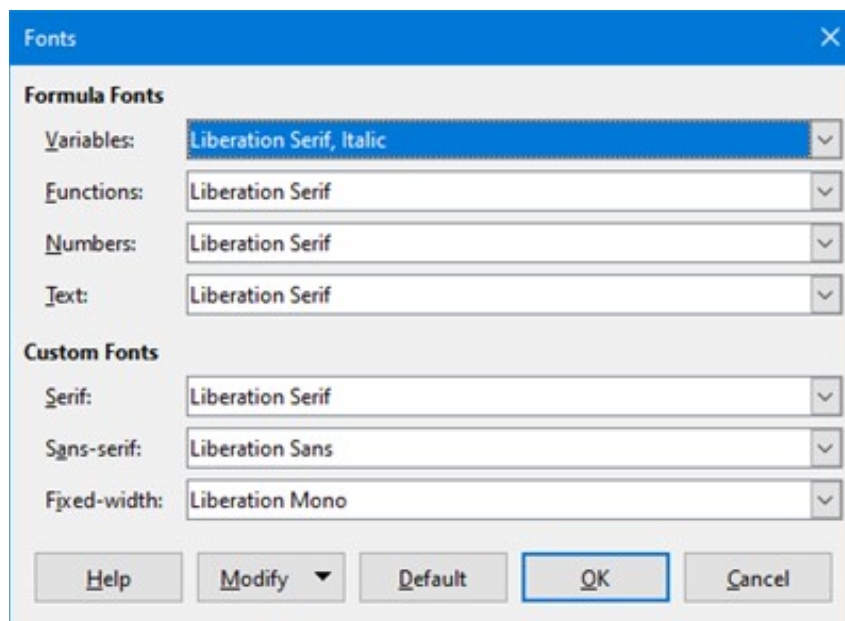 Fonts
Formula Fonts
Variables: Liberation Serif, Italic
Functions: Liberation Serif
Numbers: Liberation Serif
Text: Liberation Serif
Custom Fonts
Serif: Liberation Serif
Sans-serif: Liberation Sans
Fixed-width: Liberation Mono
Help Modify Default OK Cancel